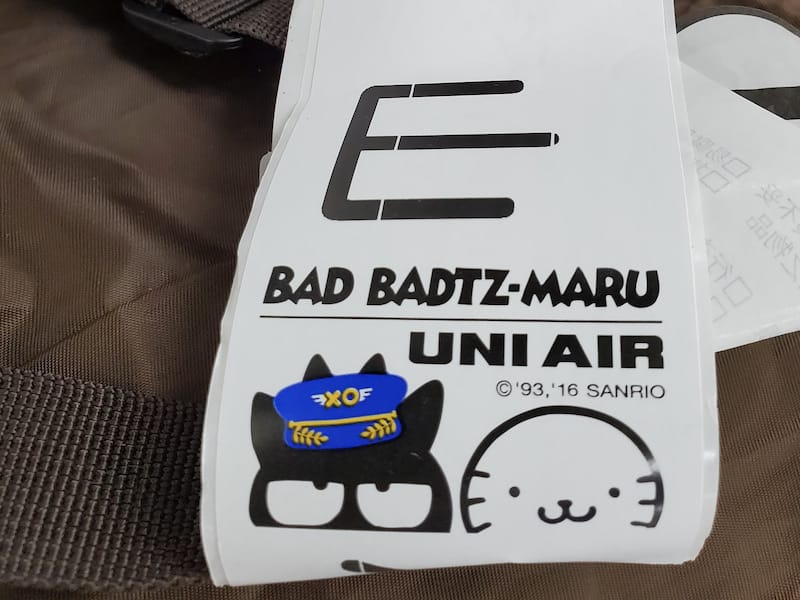 E
BAD BADTZ-MARU
UNI AIR
©'93,'16 SANRIO
XO